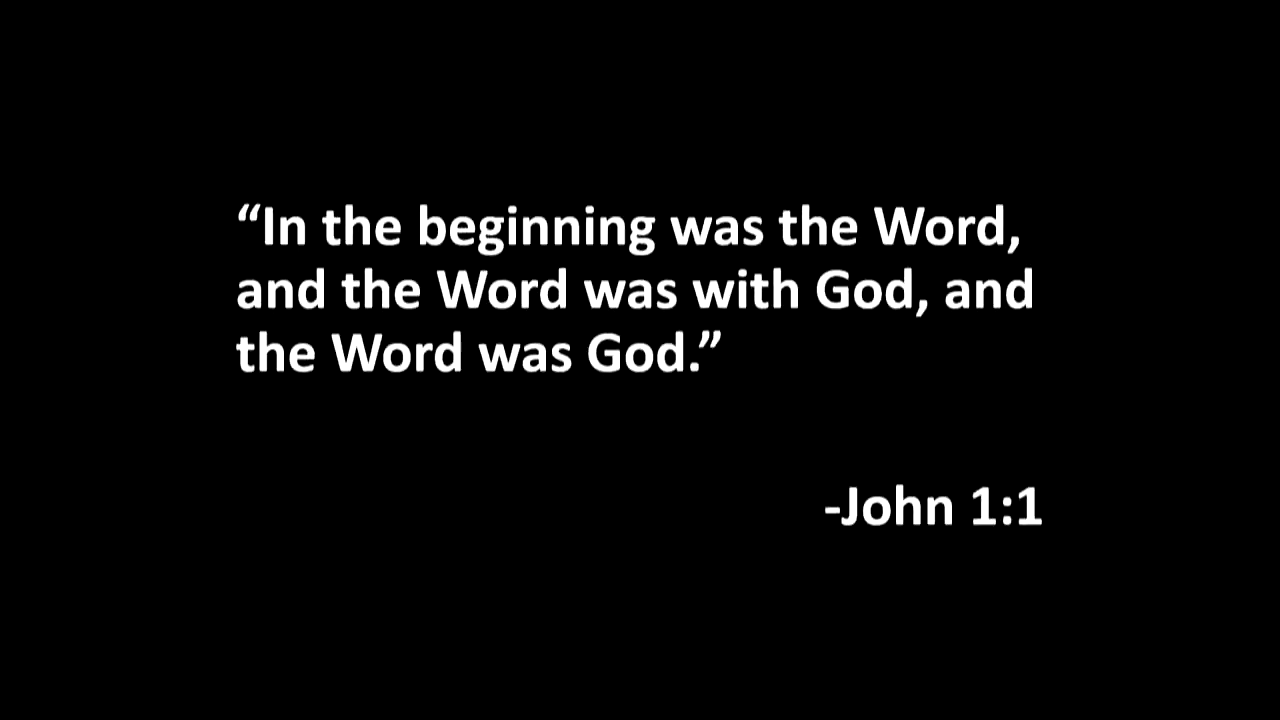 “In the beginning was the Word,
and the Word was with God, and
the Word was God.”
-John 1:1